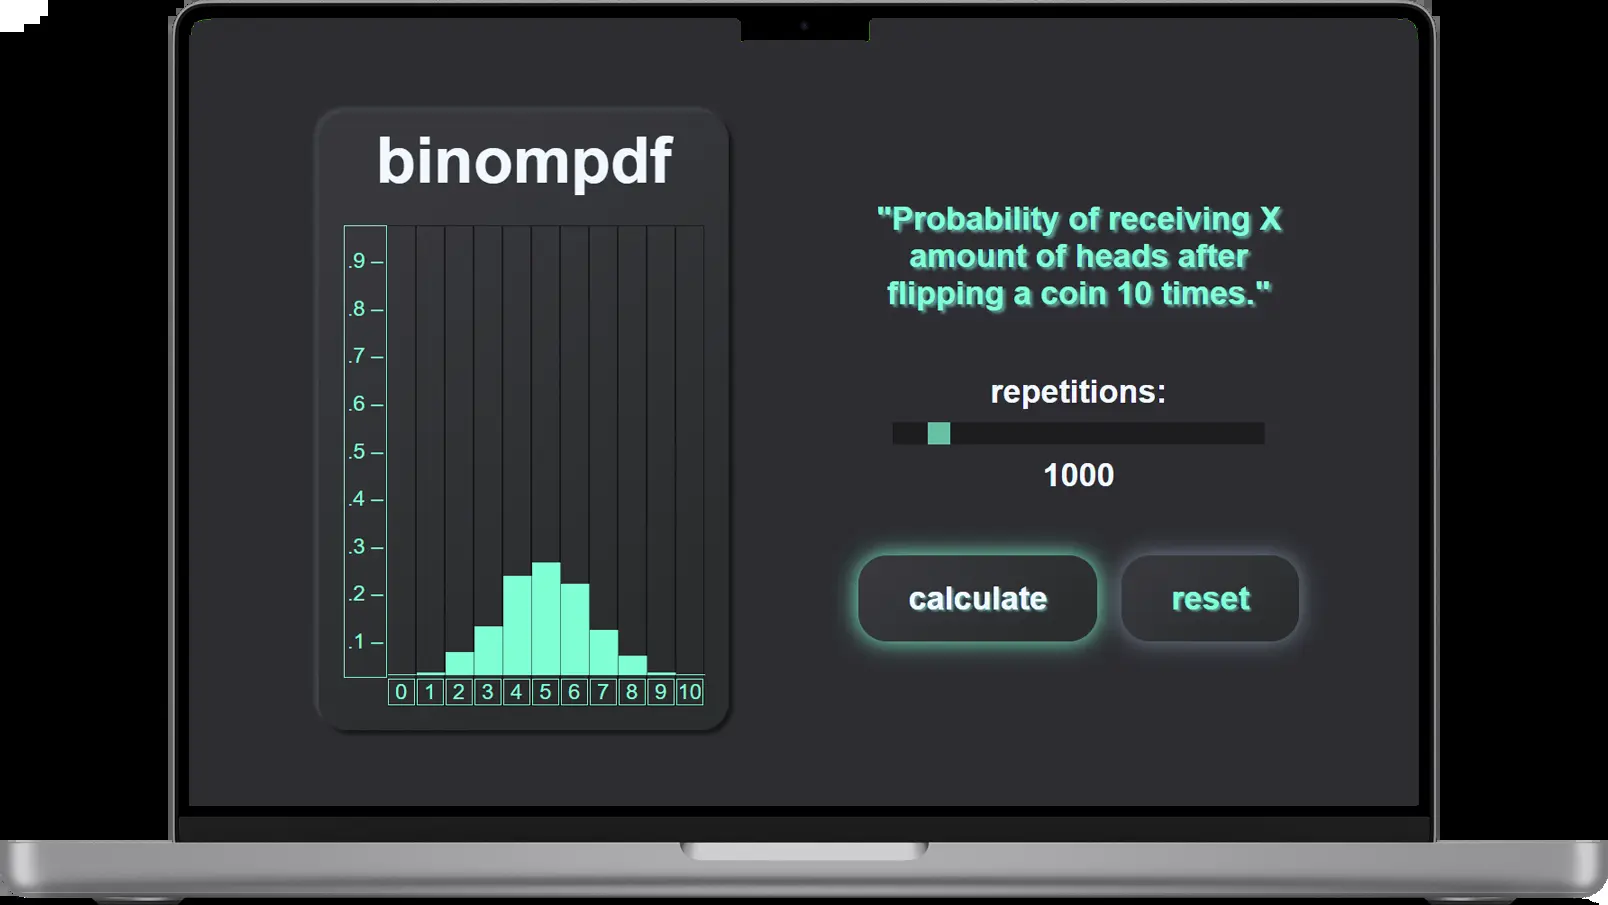 binompdf
.9
.8
.7
.6
.5
.4
.3
.2
.1
0 1 2 3 4 5 6 7 8 9 10
"Probability of receiving X
amount of heads after
flipping a coin 10 times."
repetitions:
1000
calculate reset